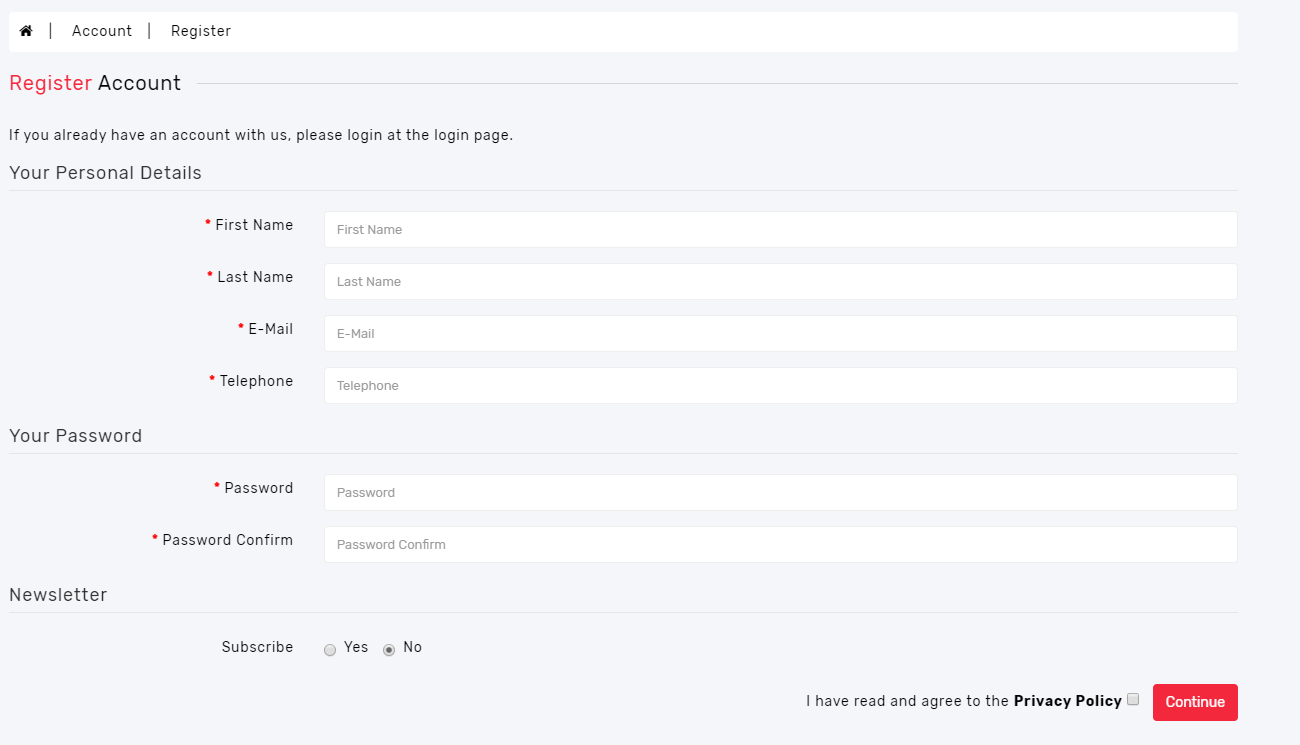 | Account | Register
Register Account
If you already have an account with us, please login at the login page.
Your Personal Details
* First Name First Name
* Last Name Last Name
* E-Mail E-Mail
* Telephone Telephone
Your Password
* Password Password
* Password Confirm Password Confirm
Newsletter
Subscribe Yes No
I have read and agree to the Privacy Policy Continue